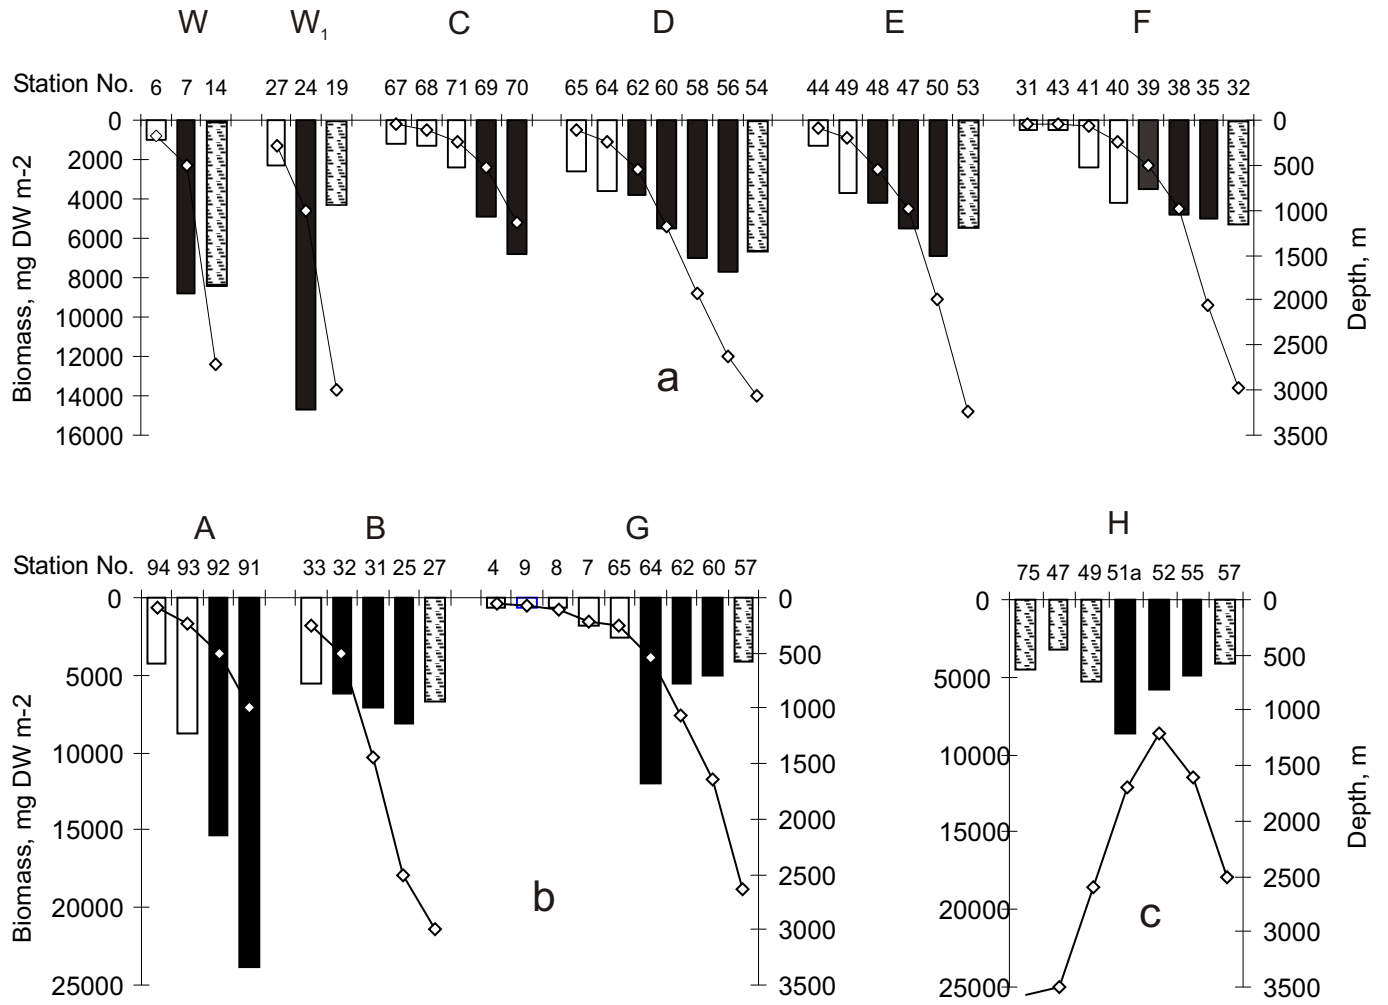 W W1 C D E F
Station No. 6 7 14 27 24 19 67 68 71 69 70 65 64 62 60 58 56 54 44 49 48 47 50 53 31 43 41 40 39 38 35 32
0 0
2000 500
4000 1000
6000 1500
8000 2000
10000 2500
12000 3000
14000 3500
16000
Biomass, mg DW m-2
Depth, m
a
A B G H
Station No. 94 93 92 91 33 32 31 25 27 4 9 8 7 65 64 62 60 57 75 47 49 51a 52 55 57
0 0 0 0
5000 500 5000 500
10000 1000 10000 1000
15000 1500 15000 1500
20000 2000 20000 2000
25000 2500 25000 2500
3000 3000
3500 3500
Biomass, mg DW m-2
Depth, m
b
c